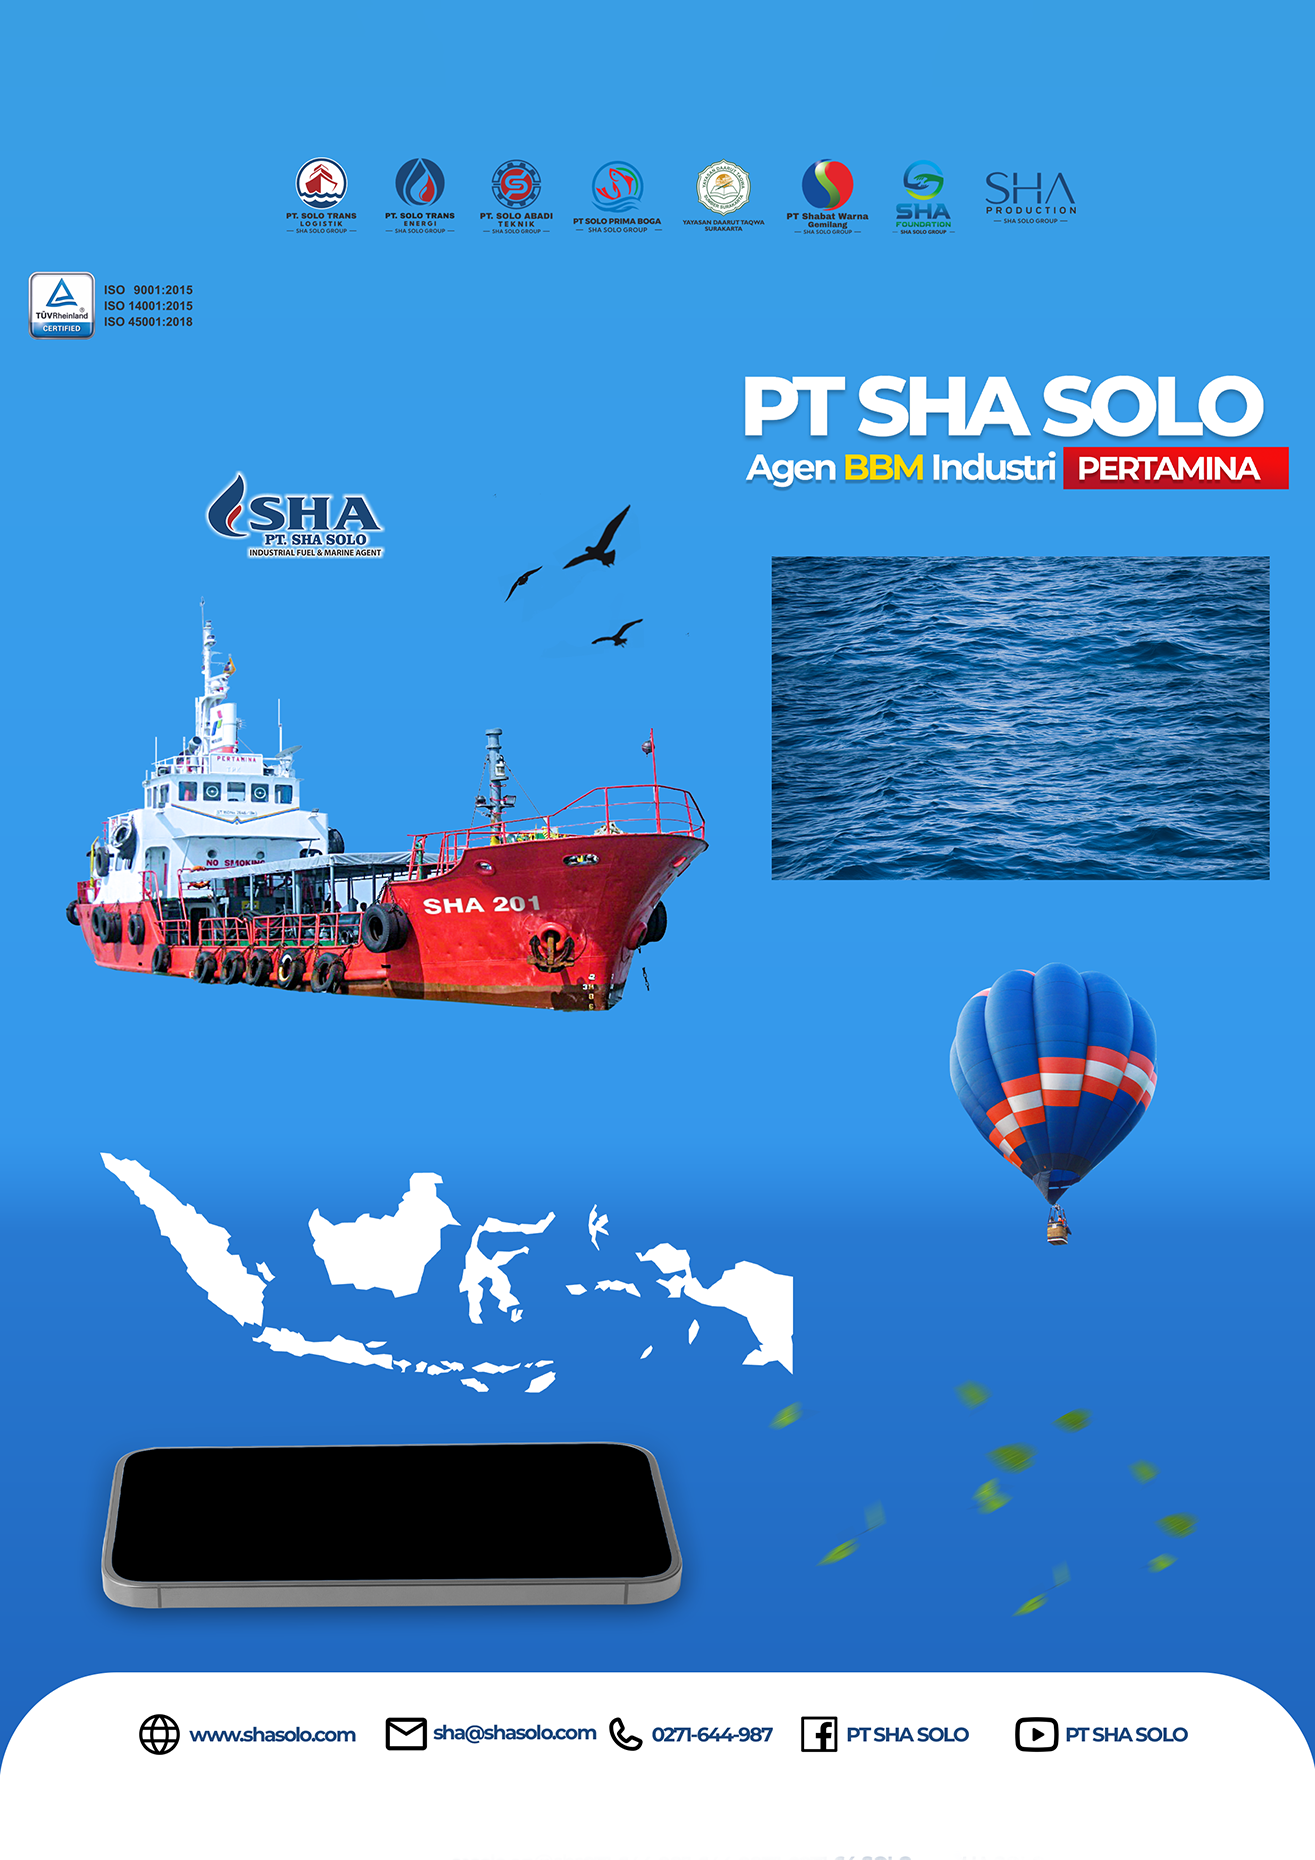 PT. SOLO TRANS
LOGISTIK
SHA SOLO GROUP
PT. SOLO TRANS
ENERGI
SHA SOLO GROUP
PT. SOLO ABADI
TEKNIK
SHA SOLO GROUP
PT SOLO PRIMA BOGA
SHA SOLO GROUP
YAYASAN DAARUT TAQWA
SUMBER SURAKARTA
YAYASAN DAARUT TAQWA
SURAKARTA
PT Shabat Warna
Gemilang
SHA SOLO GROUP
SHA
FOUNDATION
SHA SOLO GROUP
SHA
PRODUCTION
SHA SOLO GROUP
TÜVRheinland
CERTIFIED
ISO 9001:2015
ISO 14001:2015
ISO 45001:2018
PT SHA SOLO
Agen BBM Industri PERTAMINA
SHA
PT. SHA SOLO
INDUSTRIAL FUEL & MARINE AGENT
PERTAMINA
NO SMOKING
SHA 201
www.shasolo.com
sha@shasolo.com
0271-644-987
PT SHA SOLO
PT SHA SOLO